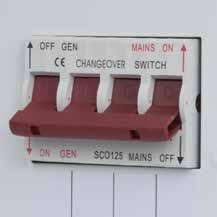 OFF GEN MAINS ON
CE CHANGEOVER SWITCH
ON GEN SCO125 MAINS OFF